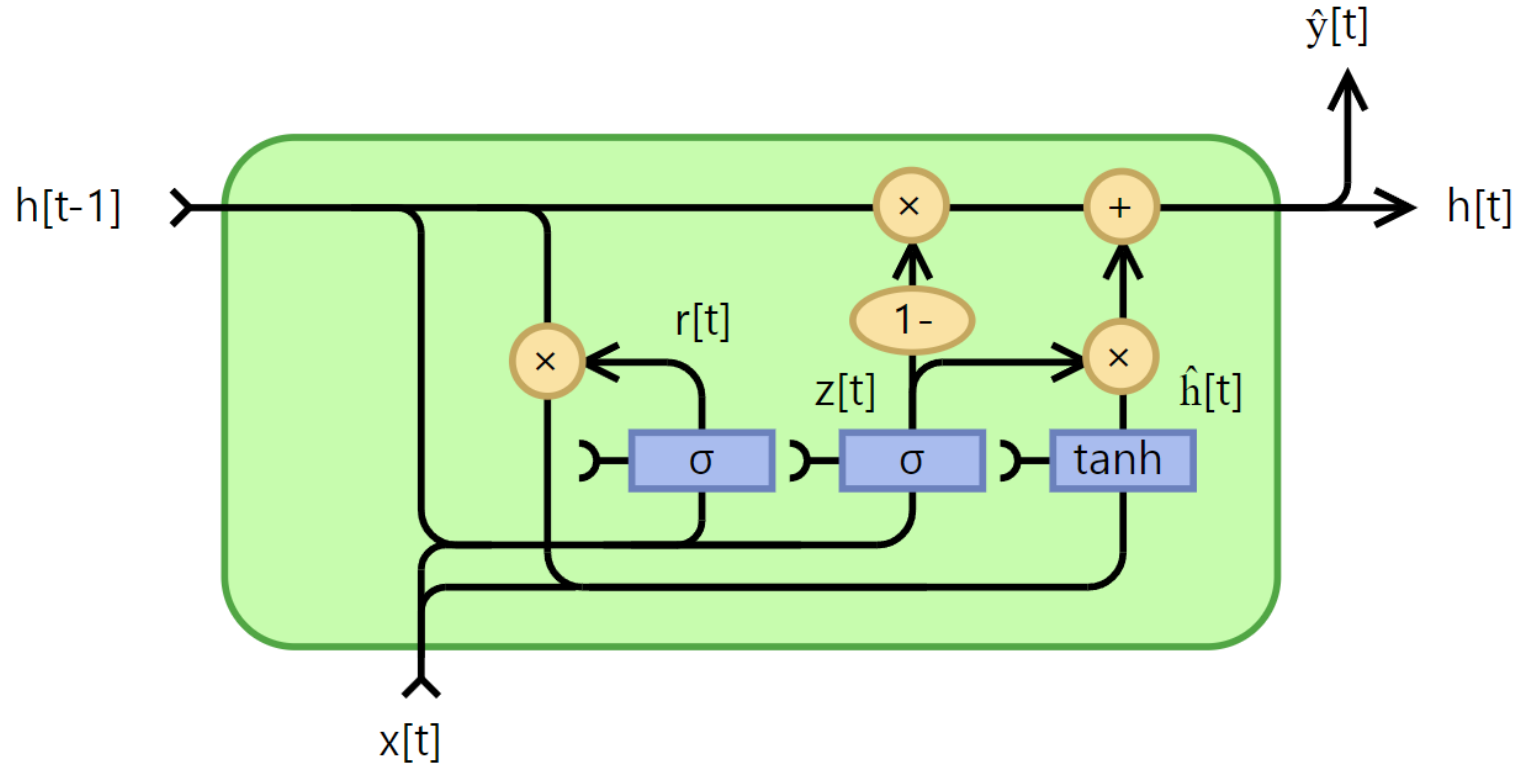 ŷ[t]
h[t-1]
×
+
h[t]
r[t]
1-
×
×
z[t]
ĥ[t]
σ
σ
tanh
x[t]